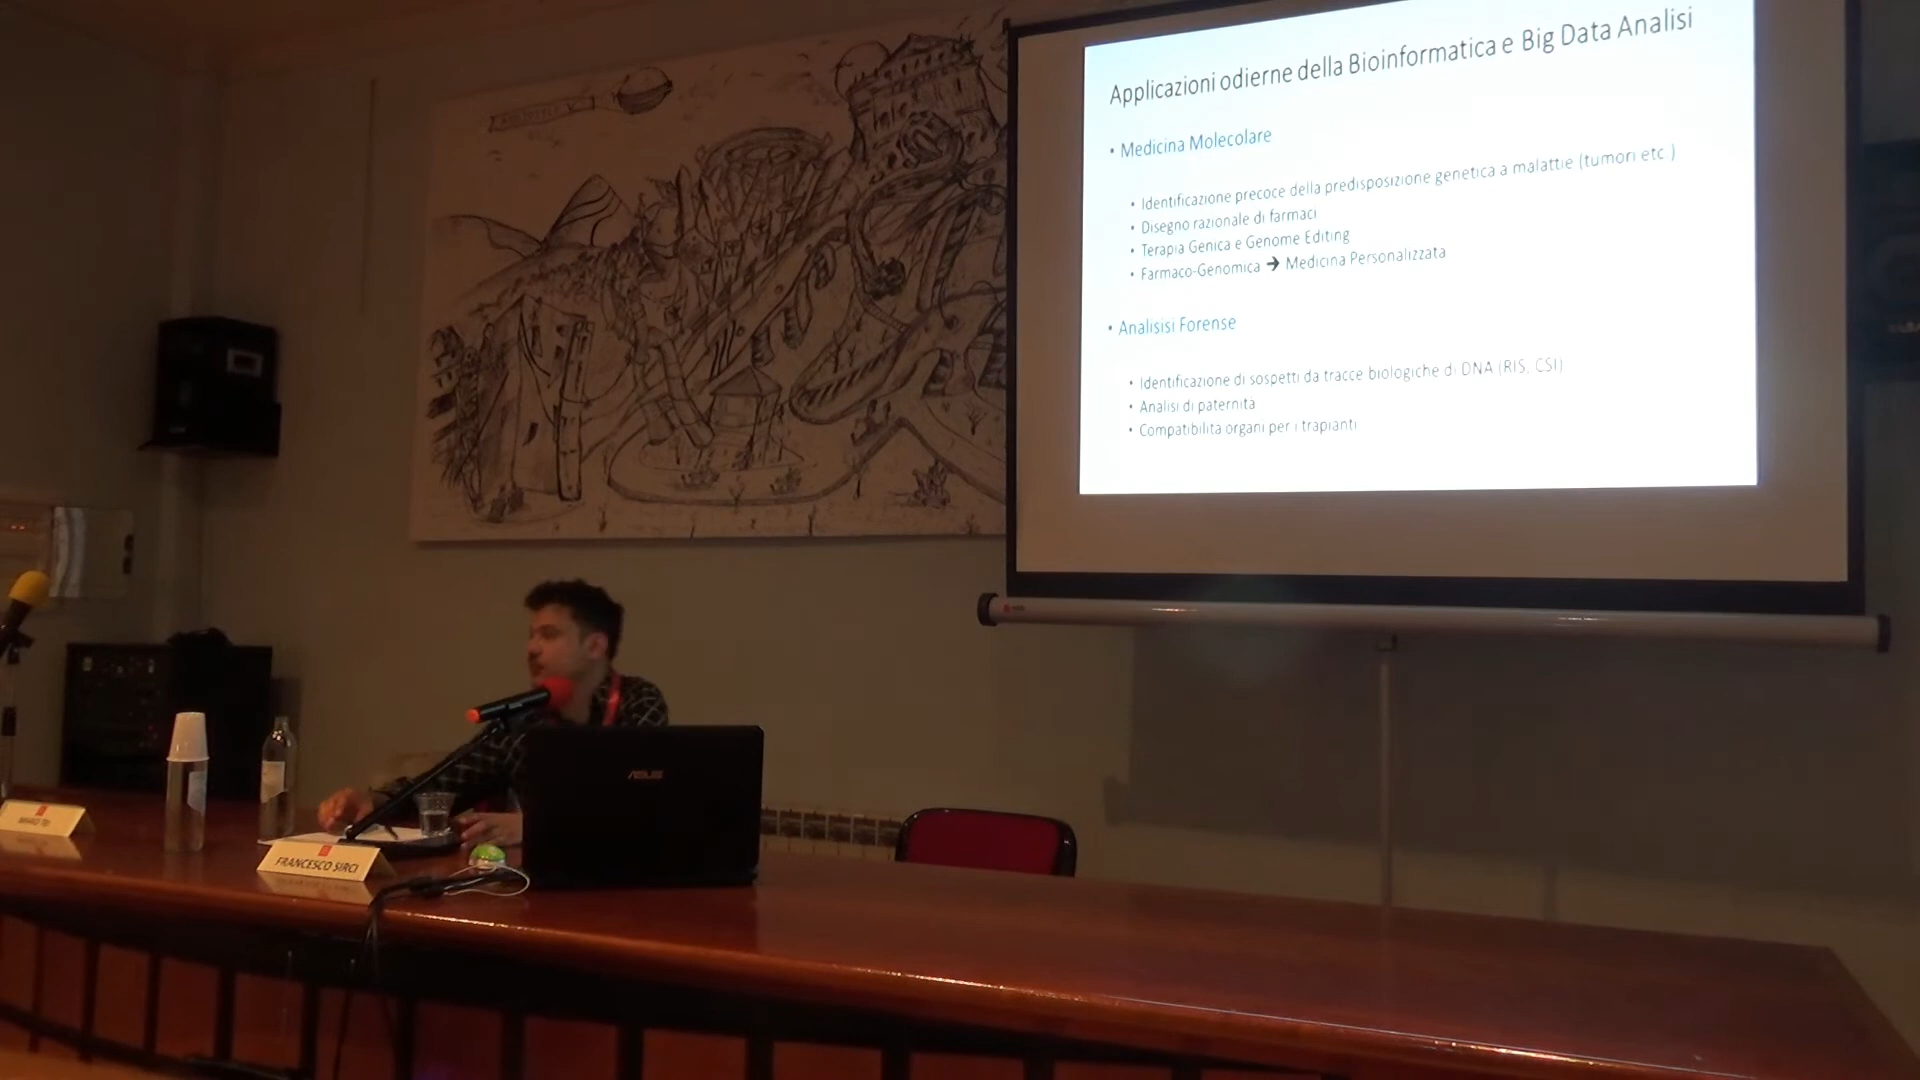 Applicazioni odierne della Bioinformatica e Big Data Analisi
• Medicina Molecolare
• Identificazione precoce della predisposizione genetica a malattie (tumori etc.)
• Disegno razionale di farmaci
• Terapia Genica e Genome Editing
• Farmaco-Genomica ➔ Medicina Personalizzata
• Analisisi Forense
• Identificazione di sospetti da tracce biologiche di DNA (RIS, CSI)
• Analisi di paternità
• Compatibilità organi per i trapianti
ASUS
FRANCESCO SIRCI